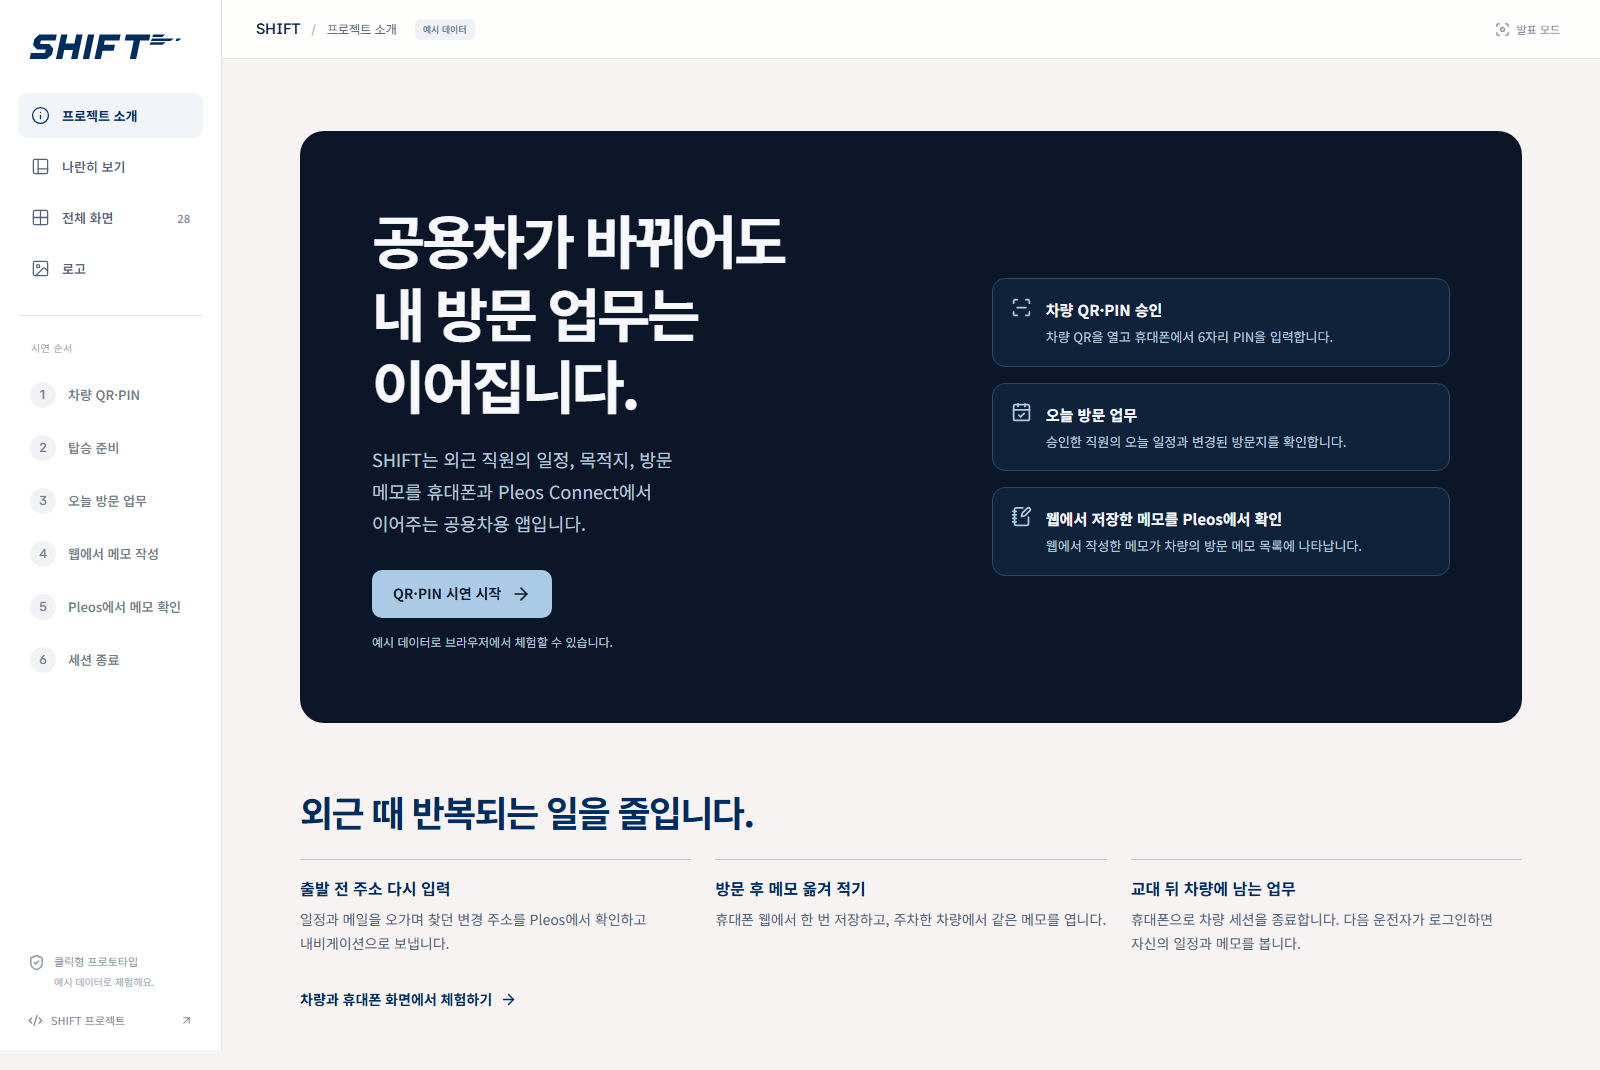 SHIFT
프로젝트 소개
나란히 보기
전체 화면 28
로고
시연 순서
1 차량 QR·PIN
2 탑승 준비
3 오늘 방문 업무
4 웹에서 메모 작성
5 Pleos에서 메모 확인
6 세션 종료
클릭형 프로토타입
예시 데이터로 체험해요.
SHIFT 프로젝트
SHIFT / 프로젝트 소개 예시 데이터
발표 모드
공용차가 바뀌어도
내 방문 업무는
이어집니다.
SHIFT는 외근 직원의 일정, 목적지, 방문
메모를 휴대폰과 Pleos Connect에서
이어주는 공용차용 앱입니다.
QR·PIN 시연 시작
예시 데이터로 브라우저에서 체험할 수 있습니다.
차량 QR·PIN 승인
차량 QR을 열고 휴대폰에서 6자리 PIN을 입력합니다.
오늘 방문 업무
승인한 직원의 오늘 일정과 변경된 방문지를 확인합니다.
웹에서 저장한 메모를 Pleos에서 확인
웹에서 작성한 메모가 차량의 방문 메모 목록에 나타납니다.
외근 때 반복되는 일을 줄입니다.
출발 전 주소 다시 입력
일정과 메일을 오가며 찾던 변경 주소를 Pleos에서 확인하고
내비게이션으로 보냅니다.
방문 후 메모 옮겨 적기
휴대폰 웹에서 한 번 저장하고, 주차한 차량에서 같은 메모를 엽니다.
교대 뒤 차량에 남는 업무
휴대폰으로 차량 세션을 종료합니다. 다음 운전자가 로그인하면
자신의 일정과 메모를 봅니다.
차량과 휴대폰 화면에서 체험하기